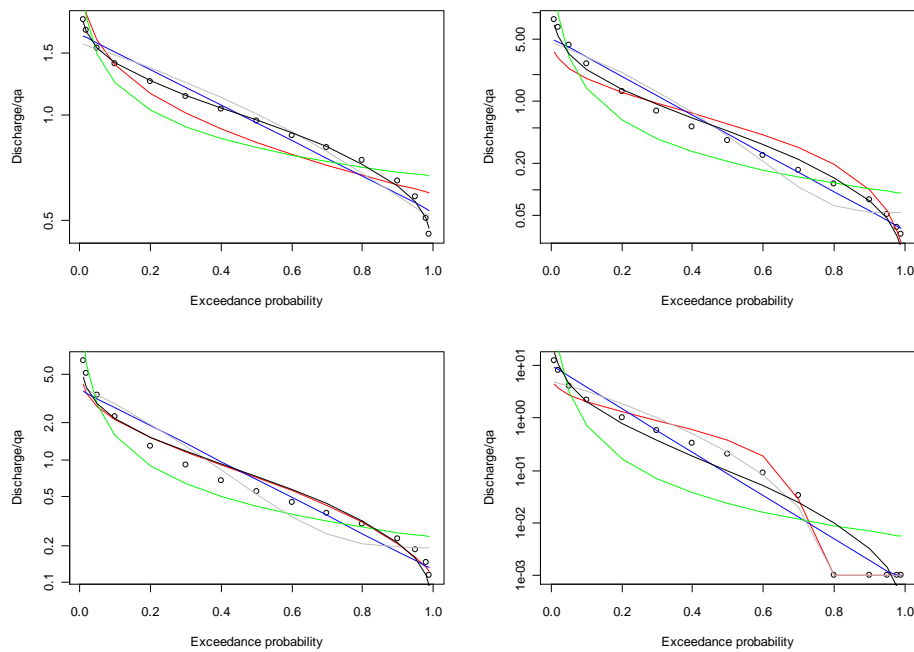 1.5
1.0
0.5
Discharge/qa
0.0 0.2 0.4 0.6 0.8 1.0
Exceedance probability
5.00
1.00
0.20
0.05
Discharge/qa
0.0 0.2 0.4 0.6 0.8 1.0
Exceedance probability
5.0
2.0
1.0
0.5
0.2
0.1
Discharge/qa
0.0 0.2 0.4 0.6 0.8 1.0
Exceedance probability
1e+01
1e+00
1e-01
1e-02
1e-03
Discharge/qa
0.0 0.2 0.4 0.6 0.8 1.0
Exceedance probability